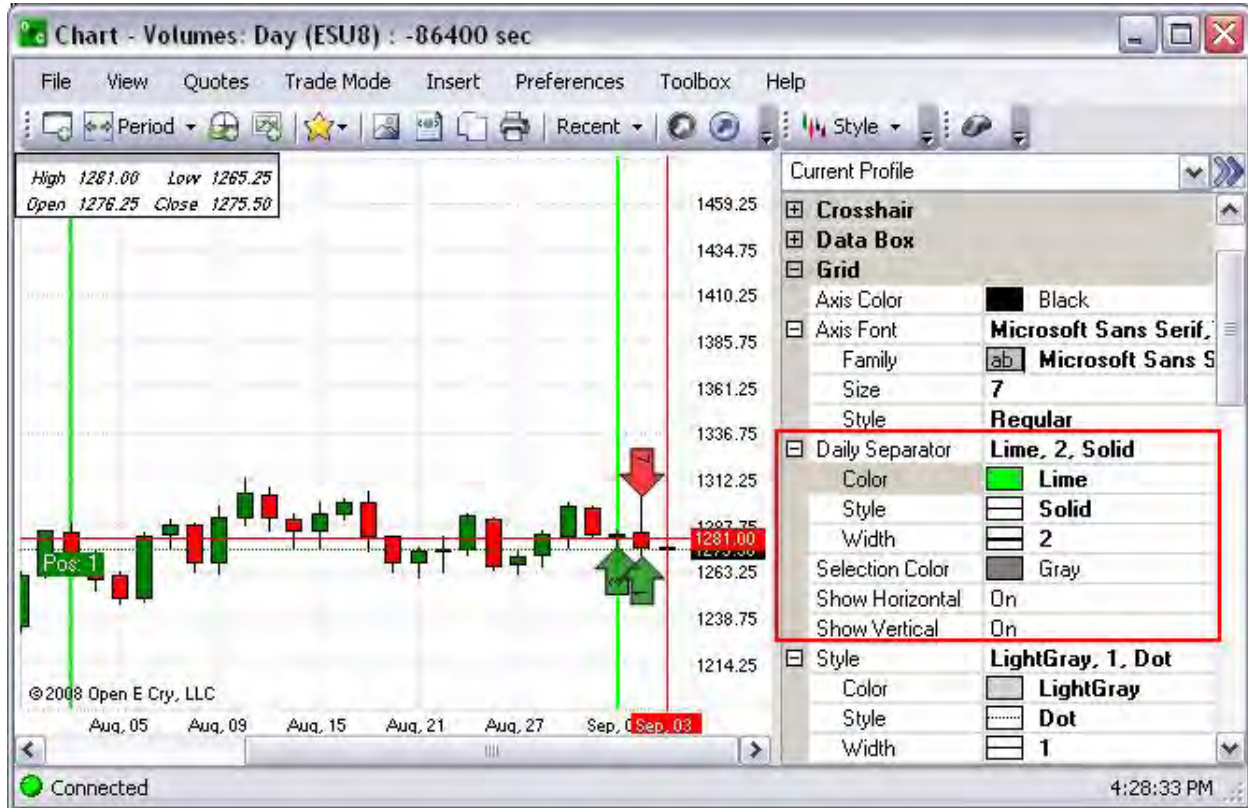 Chart - Volumes: Day (ESU8) : -86400 sec
File View Quotes Trade Mode Insert Preferences Toolbox Help
Period Recent Style
High 1281.00 Low 1265.25
Open 1276.25 Close 1275.50
1459.25
1434.75
1410.25
1385.75
1361.25
1336.75
1312.25
1287.75
1281.00
1263.25
1238.75
1214.25
Pos: 1
©2008 Open E Cry, LLC
Aug, 05 Aug, 09 Aug, 15 Aug, 21 Aug, 27 Sep, Sep, 03
Current Profile
Crosshair
Data Box
Grid
Axis Color Black
Axis Font Microsoft Sans Serif,
Family ab Microsoft Sans S
Size 7
Style Regular
Daily Separator Lime, 2, Solid
Color Lime
Style Solid
Width 2
Selection Color Gray
Show Horizontal On
Show Vertical On
Style LightGray, 1, Dot
Color LightGray
Style Dot
Width 1
Connected 4:28:33 PM